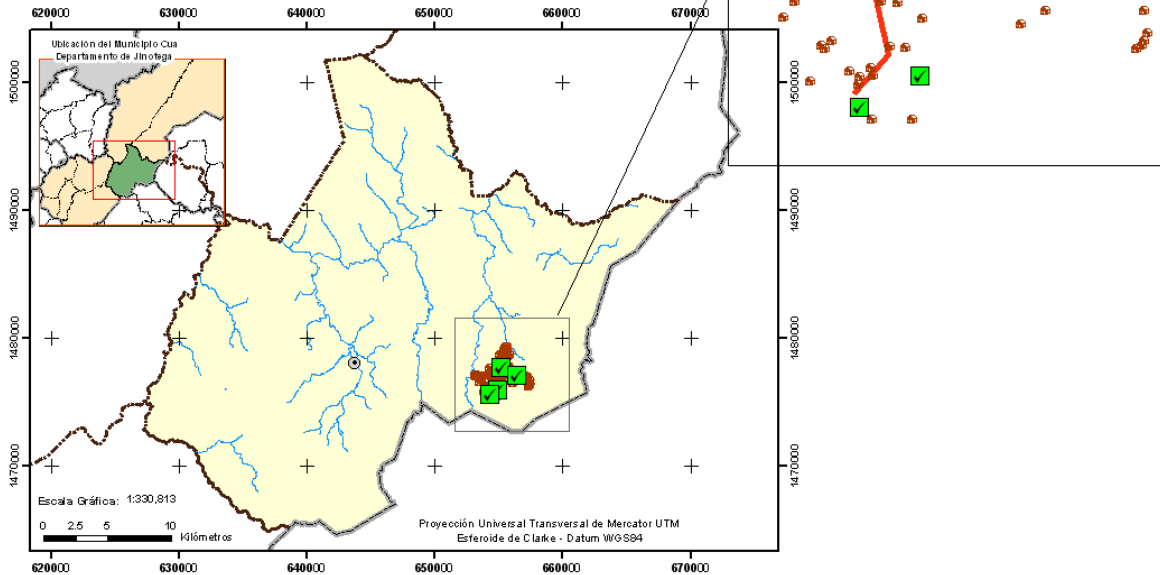 620000 630000 640000 650000 660000 670000
Ubicación del Municipio Cua
Departamento de Jinotega
1500000
1500000
1490000
1490000
1480000
1480000
1470000
1470000
Escala Gráfica: 1:330,813
0 2.5 5 10
Kilómetros
Proyección Universal Transversal de Mercator UTM
Esferoide de Clarke - Datum WGS84
620000 630000 640000 650000 660000 670000